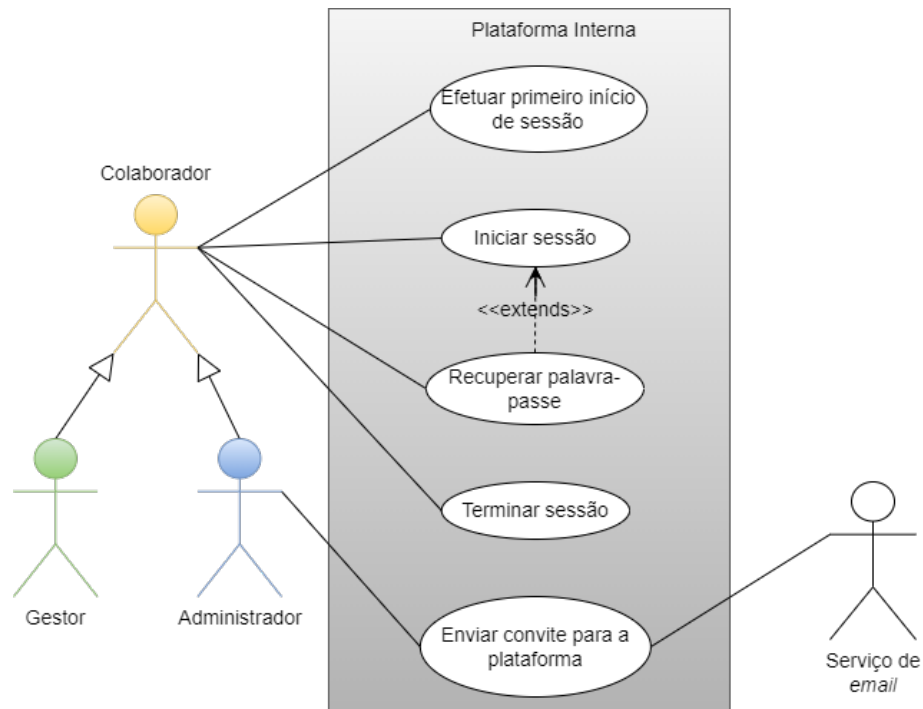 Plataforma Interna
Efetuar primeiro início
de sessão
Colaborador
Iniciar sessão
<<extends>>
Recuperar palavra-
passe
Terminar sessão
Gestor
Administrador
Enviar convite para a
plataforma
Serviço de
email